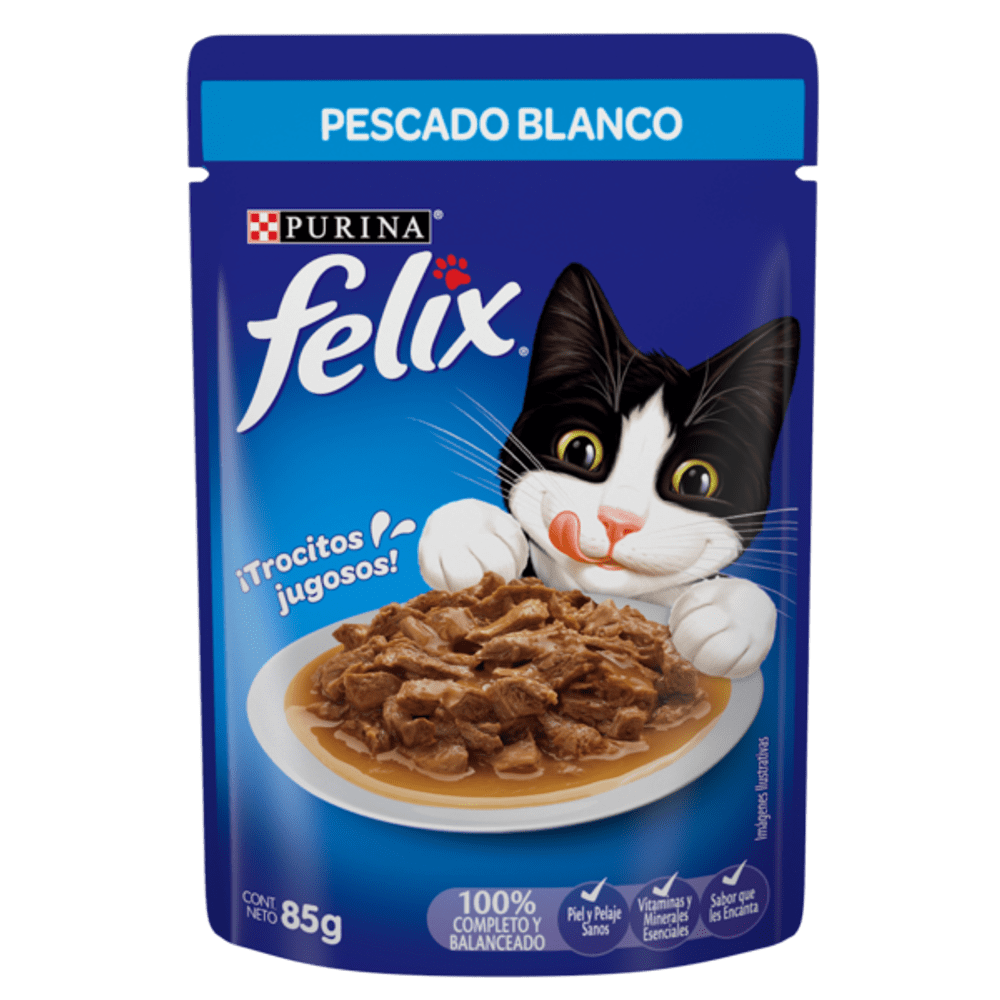 PESCADO BLANCO
PURINA®
felix®
¡Trocitos
jugosos!
Imágenes Ilustrativas
CONT.
NETO 85g
100%
COMPLETO Y
BALANCEADO
Piel y Pelaje
Sanos
Vitaminas y
Minerales
Esenciales
Sabor que
les Encanta